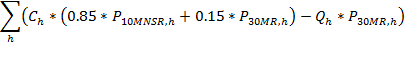 ∑_h (C_h * (0.85 * P_{10MNSR,h} + 0.15 * P_{30MR,h}) − Q_h * P_{30MR,h})